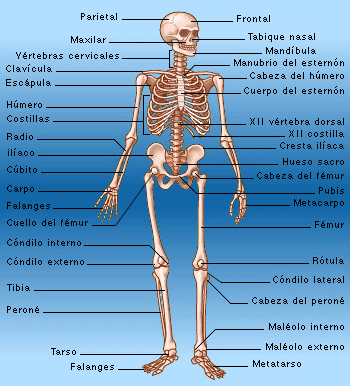 Parietal
Frontal
Maxilar
Tabique nasal
Vértebras cervicales
Mandíbula
Clavícula
Manubrio del esternón
Escápula
Cabeza del húmero
Cuerpo del esternón
Húmero
Costillas
XII vértebra dorsal
Radio
XII costilla
ilíaco
Cresta ilíaca
Cúbito
Hueso sacro
Cabeza del fémur
Carpo
Pubis
Falanges
Metacarpo
Cuello del fémur
Fémur
Cóndilo interno
Cóndilo externo
Rótula
Cóndilo lateral
Tibia
Cabeza del peroné
Peroné
Maléolo interno
Tarso
Maléolo externo
Falanges
Metatarso